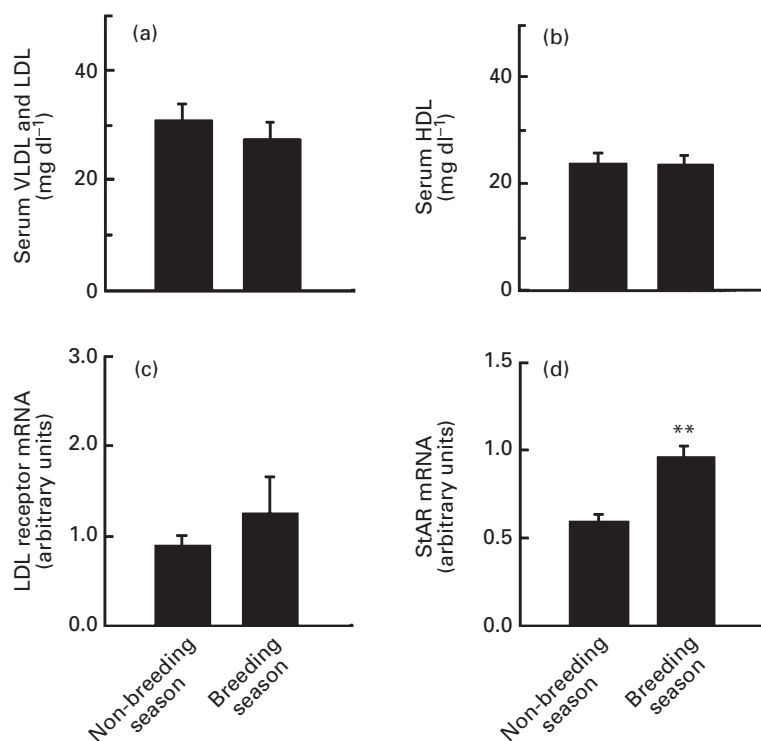 (a)
Serum VLDL and LDL
(mg dl⁻¹)
40
20
0
(b)
Serum HDL
(mg dl⁻¹)
40
20
0
(c)
LDL receptor mRNA
(arbitrary units)
3.0
2.0
1.0
0.0
Non-breeding
season
Breeding
season
(d)
StAR mRNA
(arbitrary units)
1.5
1.0
0.5
0.0
**
Non-breeding
season
Breeding
season